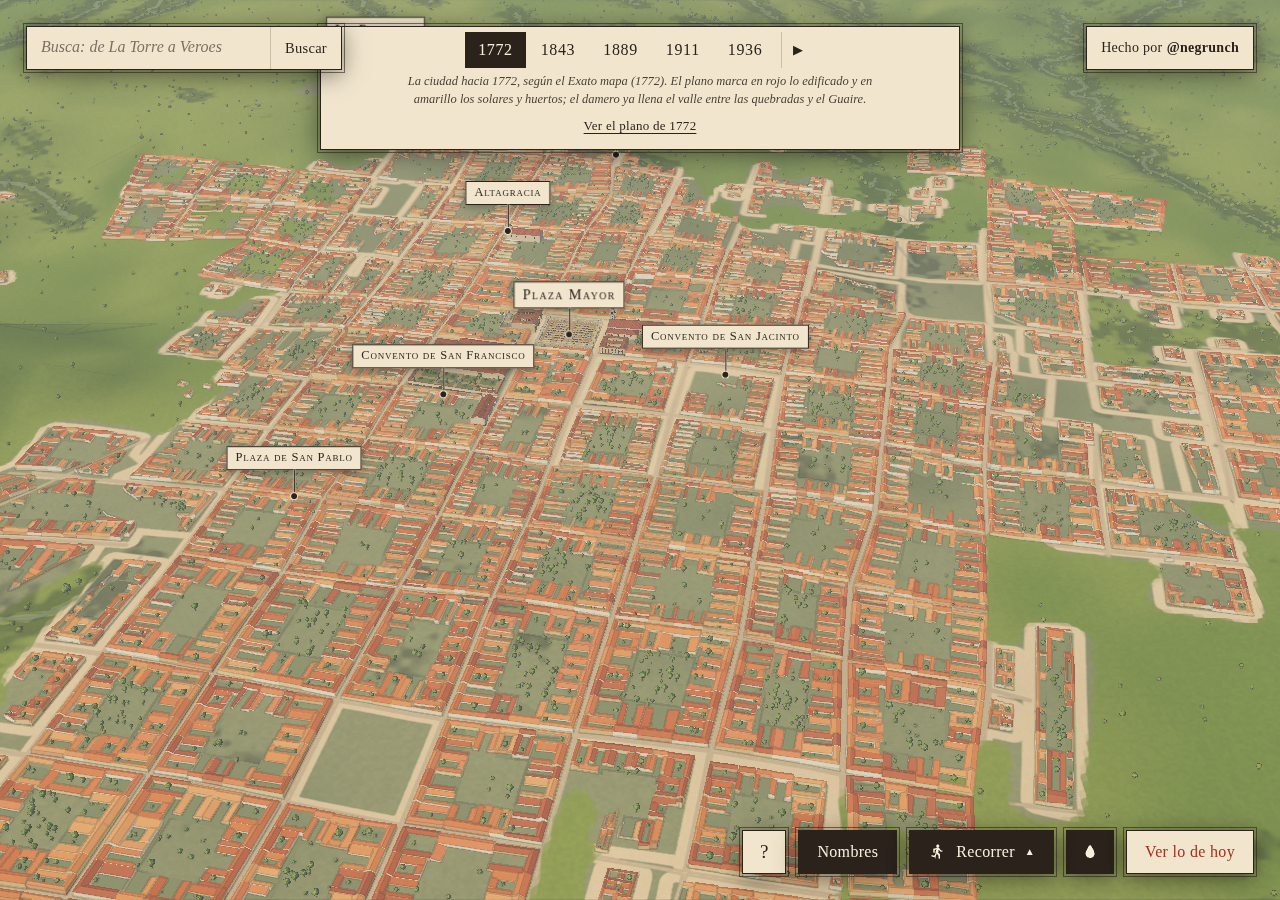 Busca: de La Torre a Veroes
Buscar
1772 1843 1889 1911 1936 ▶
La ciudad hacia 1772, según el Exato mapa (1772). El plano marca en rojo lo edificado y en
amarillo los solares y huertos; el damero ya llena el valle entre las quebradas y el Guaire.
Ver el plano de 1772
Hecho por @negrunch
Altagracia
Plaza Mayor
Convento de San Jacinto
Convento de San Francisco
Plaza de San Pablo
? Nombres Recorrer ▲ Ver lo de hoy